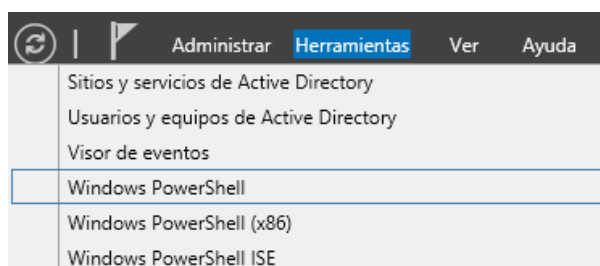 Administrar Herramientas Ver Ayuda
Sitios y servicios de Active Directory
Usuarios y equipos de Active Directory
Visor de eventos
Windows PowerShell
Windows PowerShell (x86)
Windows PowerShell ISE